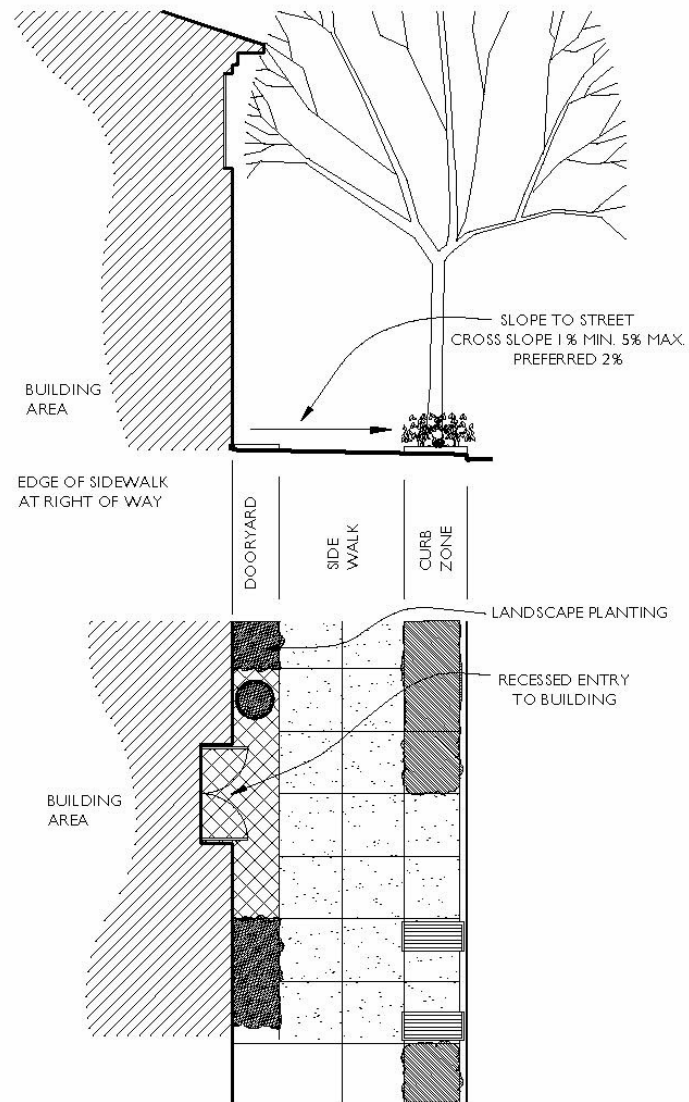 SLOPE TO STREET
CROSS SLOPE 1% MIN. 5% MAX.
PREFERRED 2%
BUILDING
AREA
EDGE OF SIDEWALK
AT RIGHT OF WAY
DOORYARD
SIDE
WALK
CURB
ZONE
LANDSCAPE PLANTING
RECESSED ENTRY
TO BUILDING
BUILDING
AREA